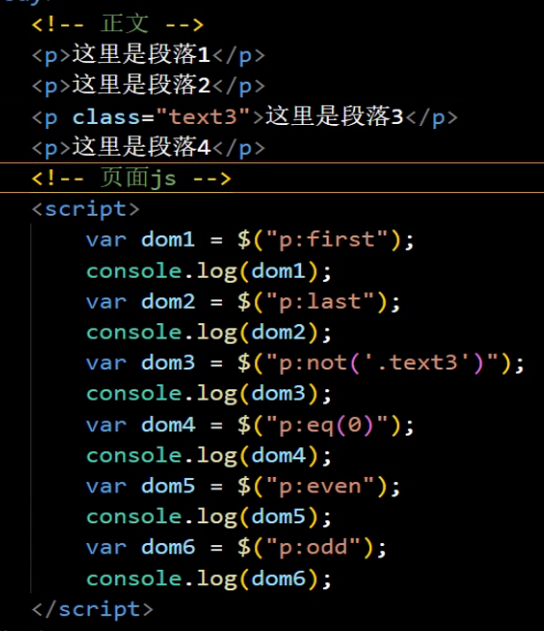 <!-- 正文 -->
<p>这里是段落1</p>
<p>这里是段落2</p>
<p class="text3">这里是段落3</p>
<p>这里是段落4</p>
<!-- 页面js -->
<script>
var dom1 = $("p:first");
console.log(dom1);
var dom2 = $("p:last");
console.log(dom2);
var dom3 = $("p:not('.text3')");
console.log(dom3);
var dom4 = $("p:eq(0)");
console.log(dom4);
var dom5 = $("p:even");
console.log(dom5);
var dom6 = $("p:odd");
console.log(dom6);
</script>